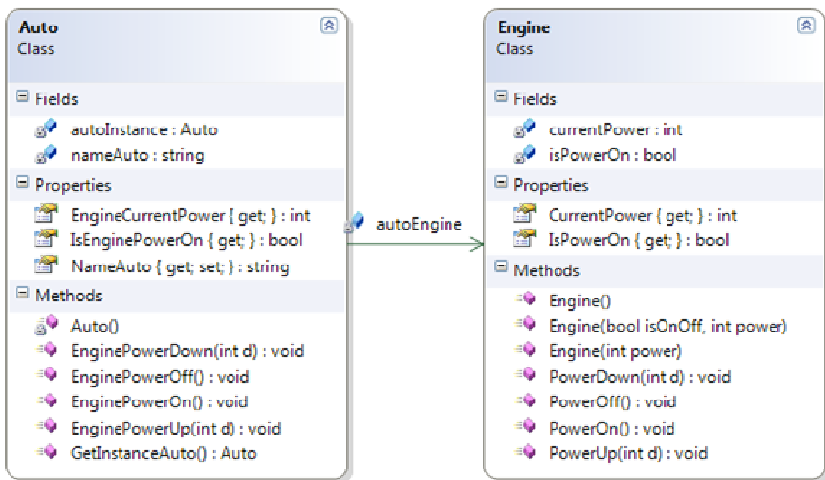 Auto
Class
Fields
autoInstance : Auto
nameAuto : string
Properties
EngineCurrentPower { get; } : int
IsEnginePowerOn { get; } : bool
NameAuto { get; set; } : string
Methods
Auto()
EnginePowerDown(int d) : void
EnginePowerOff() : void
EnginePowerOn() : void
EnginePowerUp(int d) : void
GetInstanceAuto() : Auto
autoEngine
Engine
Class
Fields
currentPower : int
isPowerOn : bool
Properties
CurrentPower { get; } : int
IsPowerOn { get; } : bool
Methods
Engine()
Engine(bool isOnOff, int power)
Engine(int power)
PowerDown(int d) : void
PowerOff() : void
PowerOn() : void
PowerUp(int d) : void